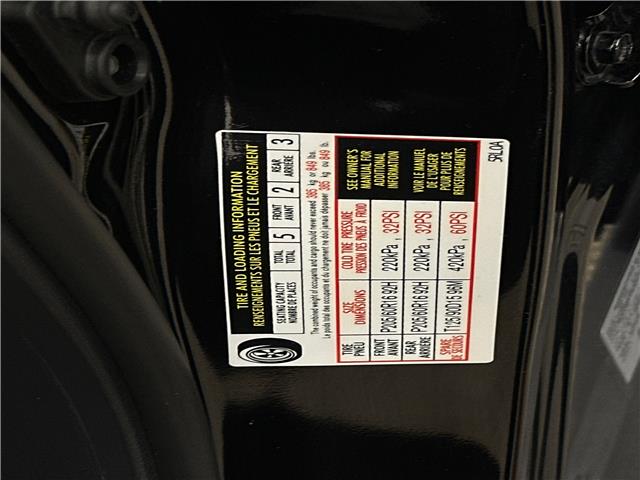 TIRE AND LOADING INFORMATION
RENSEIGNEMENTS SUR LES PNEUS ET LE CHARGEMENT
SEATING CAPACITY TOTAL 5 FRONT 2 REAR 3
NOMBRE DE PLACES TOTAL AVANT ARRIÈRE
The combined weight of occupants and cargo should never exceed 385 kg or 849 lbs.
Le poids total des occupants et du chargement ne doit jamais dépasser 385 kg ou 849 lb.
TIRE PNEU
SIZE DIMENSIONS
COLD TIRE PRESSURE
PRESSION DES PNEUS À FROID
FRONT AVANT P205/60R16 92H 220kPa, 32PSI
REAR ARRIÈRE P205/60R16 92H 220kPa, 32PSI
SPARE DE SECOURS T125/90D15 96M 420kPa, 60PSI
SEE OWNER'S
MANUAL FOR
ADDITIONAL
INFORMATION
VOIR LE MANUEL
DE L'USAGER
POUR PLUS DE
RENSEIGNEMENTS
5RL0A